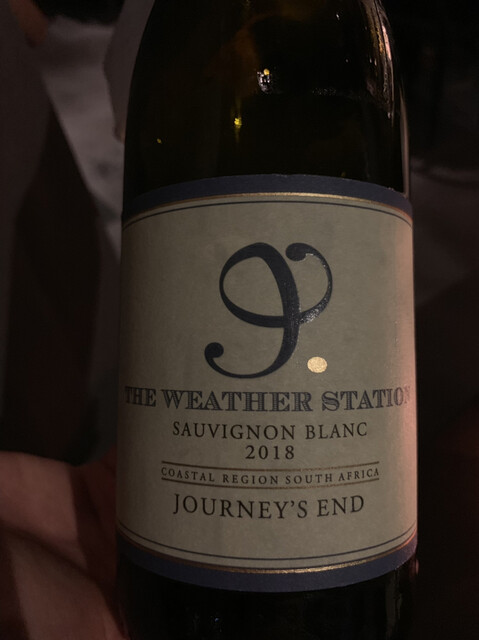 THE WEATHER STATION
SAUVIGNON BLANC
2018
COASTAL REGION SOUTH AFRICA
JOURNEY'S END